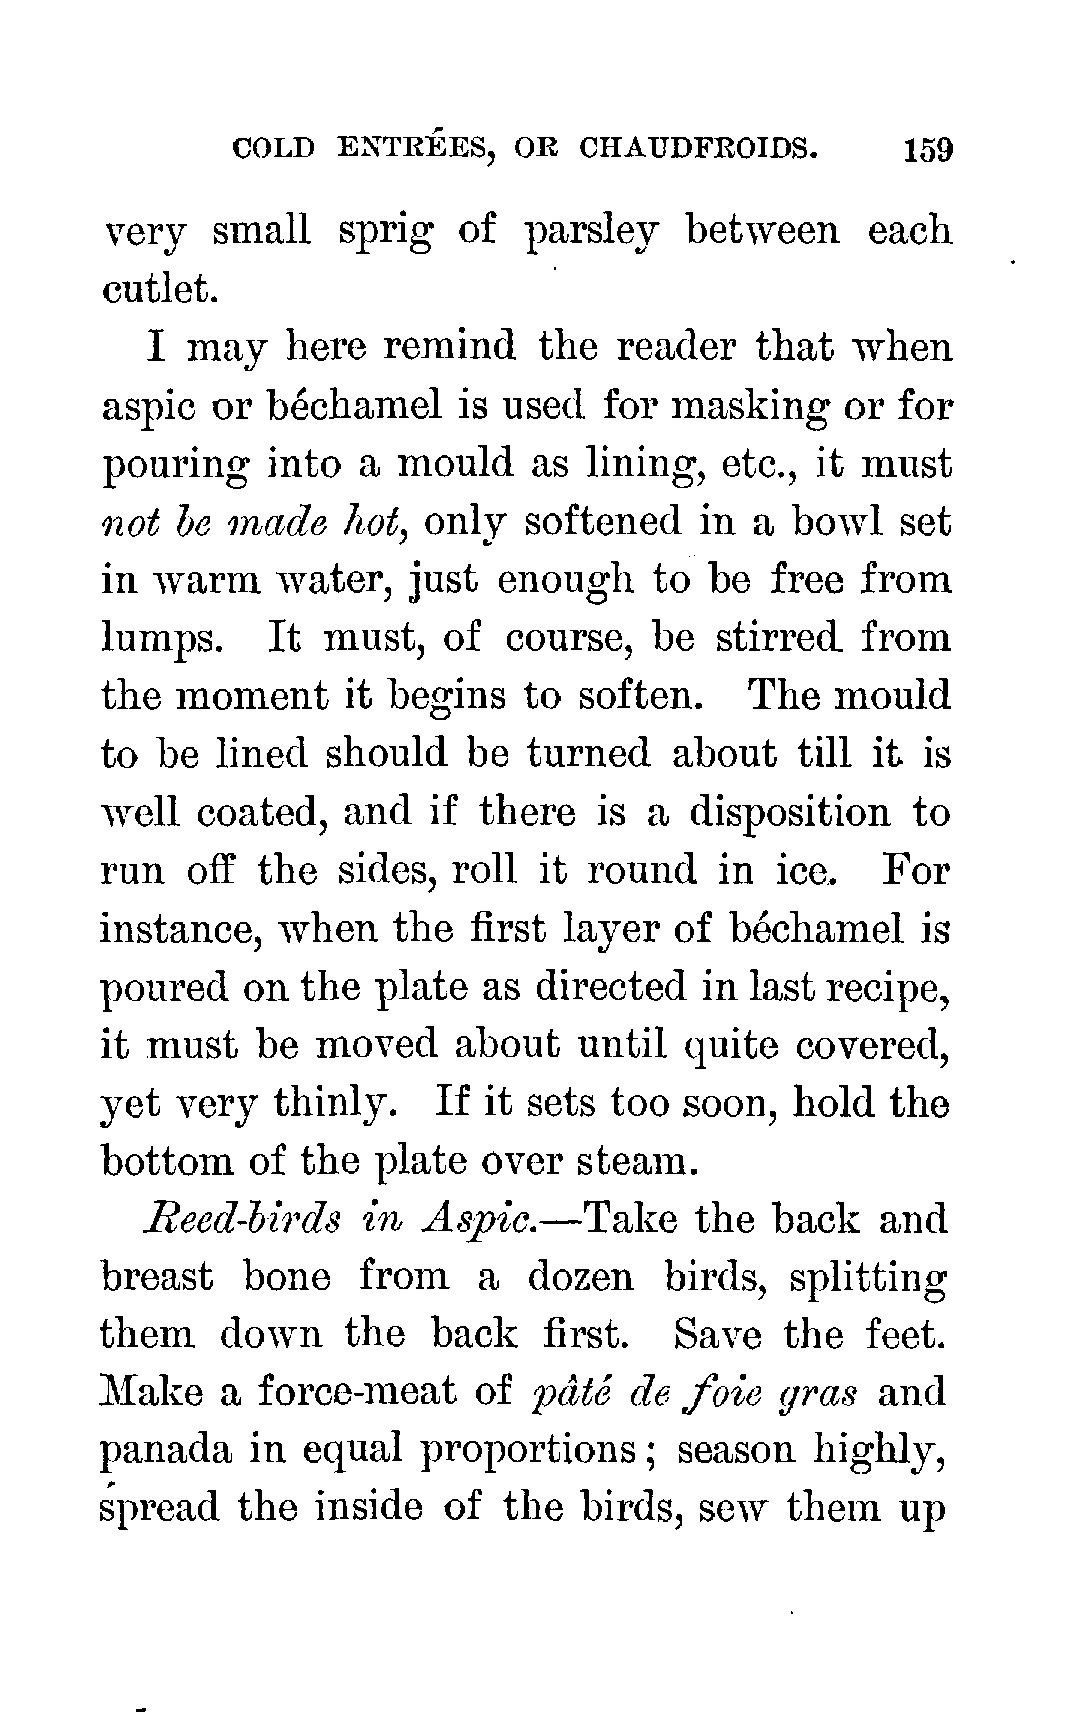 COLD ENTRÉES, OR CHAUDFROIDS. 159
very small sprig of parsley between each
cutlet.
I may here remind the reader that when
aspic or béchamel is used for masking or for
pouring into a mould as lining, etc., it must
not be made hot, only softened in a bowl set
in warm water, just enough to be free from
lumps. It must, of course, be stirred from
the moment it begins to soften. The mould
to be lined should be turned about till it is
well coated, and if there is a disposition to
run off the sides, roll it round in ice. For
instance, when the first layer of béchamel is
poured on the plate as directed in last recipe,
it must be moved about until quite covered,
yet very thinly. If it sets too soon, hold the
bottom of the plate over steam.
Reed-birds in Aspic.—Take the back and
breast bone from a dozen birds, splitting
them down the back first. Save the feet.
Make a force-meat of pâté de foie gras and
panada in equal proportions; season highly,
spread the inside of the birds, sew them up